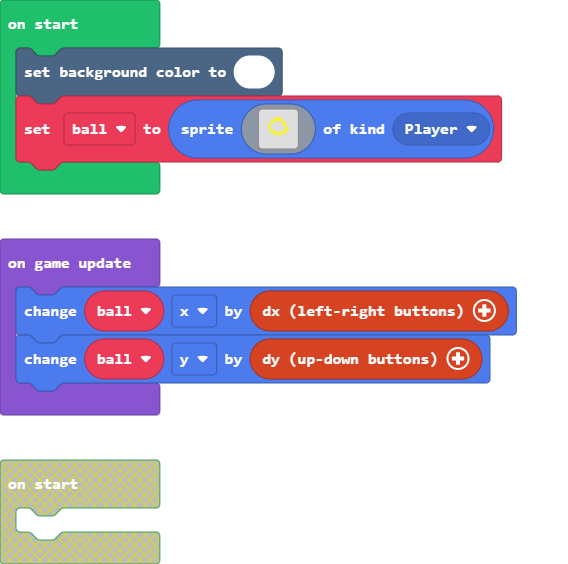 on start
set background color to
set ball to sprite of kind Player
on game update
change ball x by dx (left-right buttons)
change ball y by dy (up-down buttons)
on start